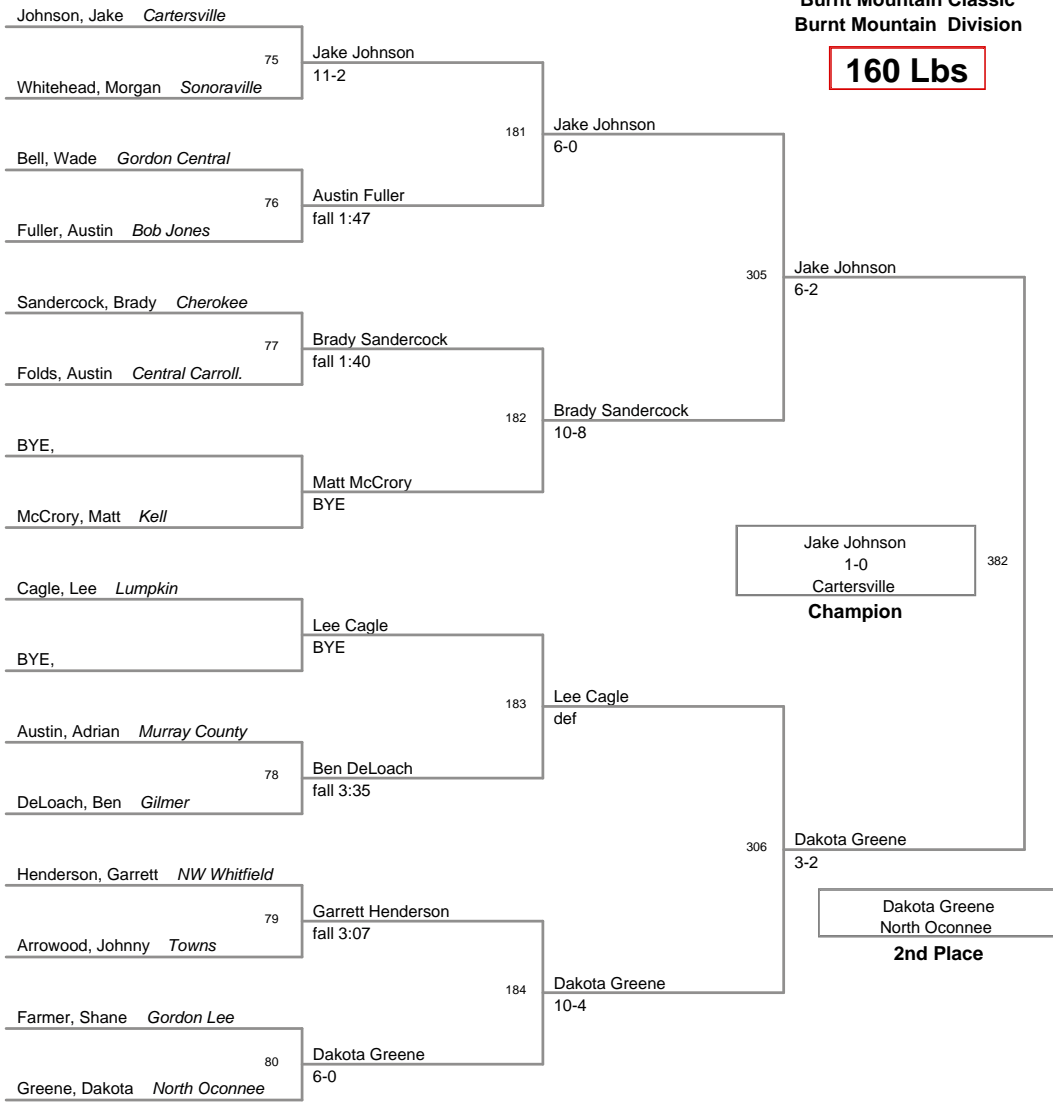 Burnt Mountain Classic
Burnt Mountain Division
160 Lbs
Johnson, Jake Cartersville
75
Jake Johnson
11-2
Whitehead, Morgan Sonoraville
181
Jake Johnson
6-0
Bell, Wade Gordon Central
76
Austin Fuller
fall 1:47
Fuller, Austin Bob Jones
305
Jake Johnson
6-2
Sandercock, Brady Cherokee
77
Brady Sandercock
fall 1:40
Folds, Austin Central Carroll.
182
Brady Sandercock
10-8
BYE,
Matt McCrory
BYE
McCrory, Matt Kell
Jake Johnson
1-0
Cartersville
382
Champion
Cagle, Lee Lumpkin
Lee Cagle
BYE
BYE,
183
Lee Cagle
def
Austin, Adrian Murray County
78
Ben DeLoach
fall 3:35
DeLoach, Ben Gilmer
306
Dakota Greene
3-2
Henderson, Garrett NW Whitfield
79
Garrett Henderson
fall 3:07
Arrowood, Johnny Towns
Dakota Greene
North Oconnee
2nd Place
184
Dakota Greene
10-4
Farmer, Shane Gordon Lee
80
Dakota Greene
6-0
Greene, Dakota North Oconnee